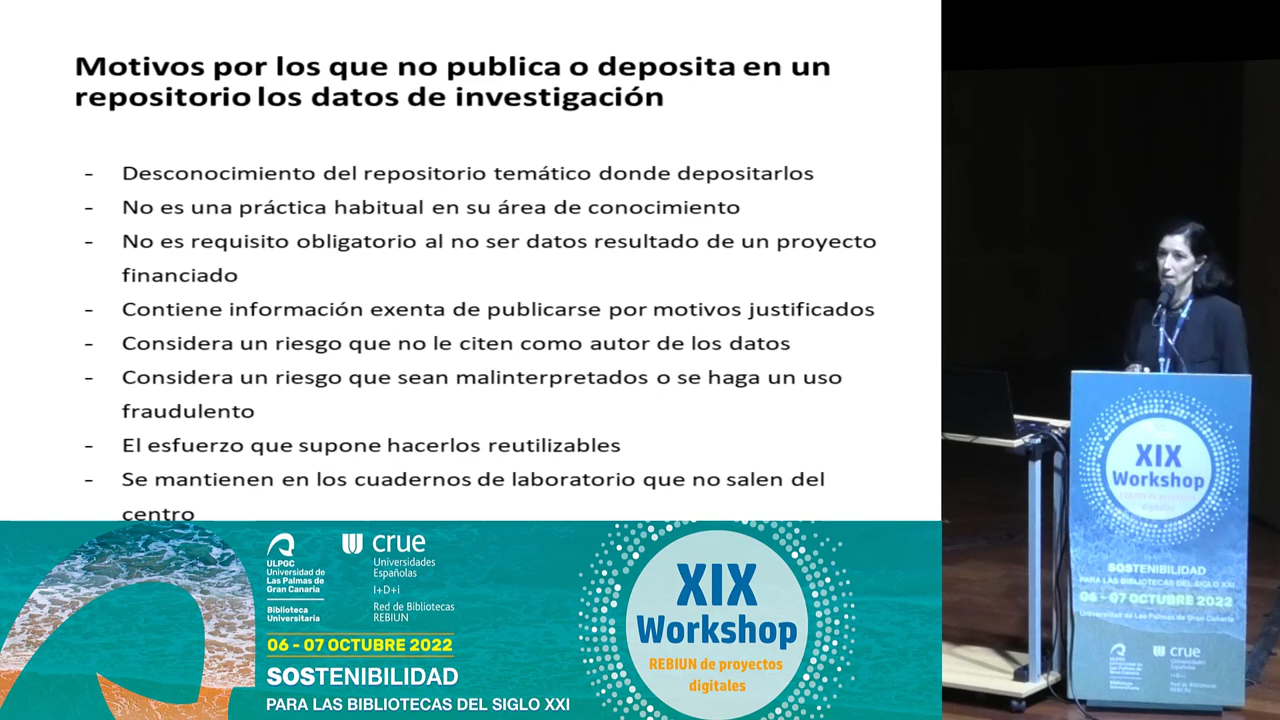 Motivos por los que no publica o deposita en un
repositorio los datos de investigación
- Desconocimiento del repositorio temático donde depositarlos
- No es una práctica habitual en su área de conocimiento
- No es requisito obligatorio al no ser datos resultado de un proyecto
financiado
- Contiene información exenta de publicarse por motivos justificados
- Considera un riesgo que no le citen como autor de los datos
- Considera un riesgo que sean malinterpretados o se haga un uso
fraudulento
- El esfuerzo que supone hacerlos reutilizables
- Se mantienen en los cuadernos de laboratorio que no salen del
centro
ULPGC
Universidad de
Las Palmas de
Gran Canaria
Biblioteca
Universitaria
crue
Universidades
Españolas
I+D+i
Red de Bibliotecas
REBIUN
06 - 07 OCTUBRE 2022
SOSTENIBILIDAD
PARA LAS BIBLIOTECAS DEL SIGLO XXI
XIX
Workshop
REBIUN de proyectos
digitales
XIX
Workshop
REBIUN de proyectos
digitales
SOSTENIBILIDAD
PARA LAS BIBLIOTECAS DEL SIGLO XXI
06 - 07 OCTUBRE 2022
Universidad de Las Palmas de Gran Canaria
crue